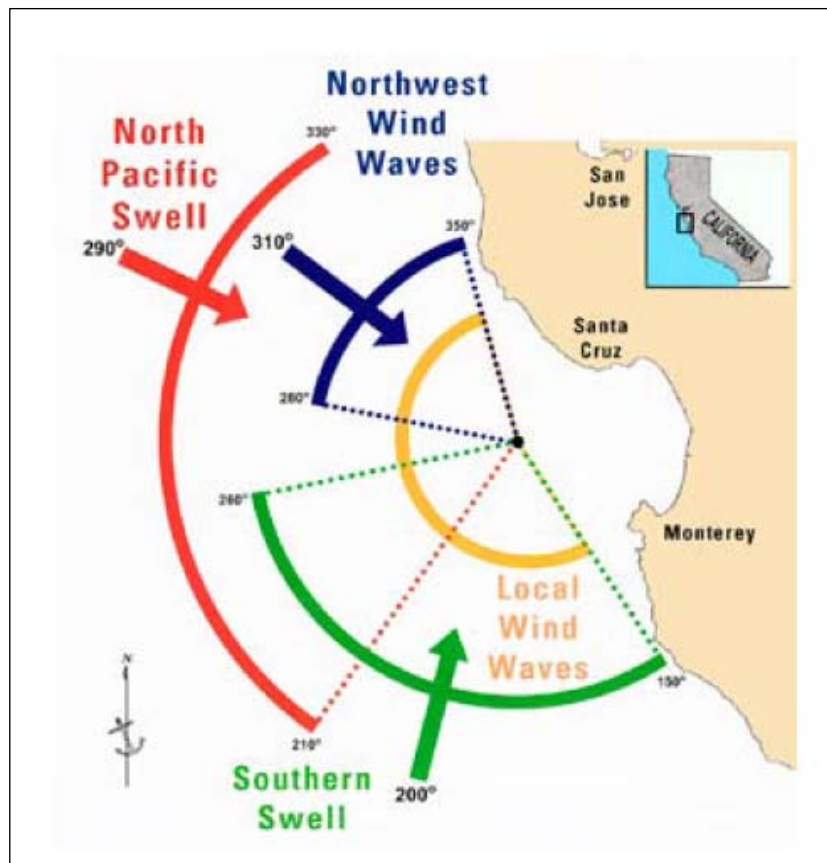 Northwest
Wind
Waves
North
Pacific
Swell
330°
290°
310°
350°
San
Jose
CALIFORNIA
Santa
Cruz
280°
260°
Monterey
Local
Wind
Waves
150°
210°
Southern
Swell
200°
N